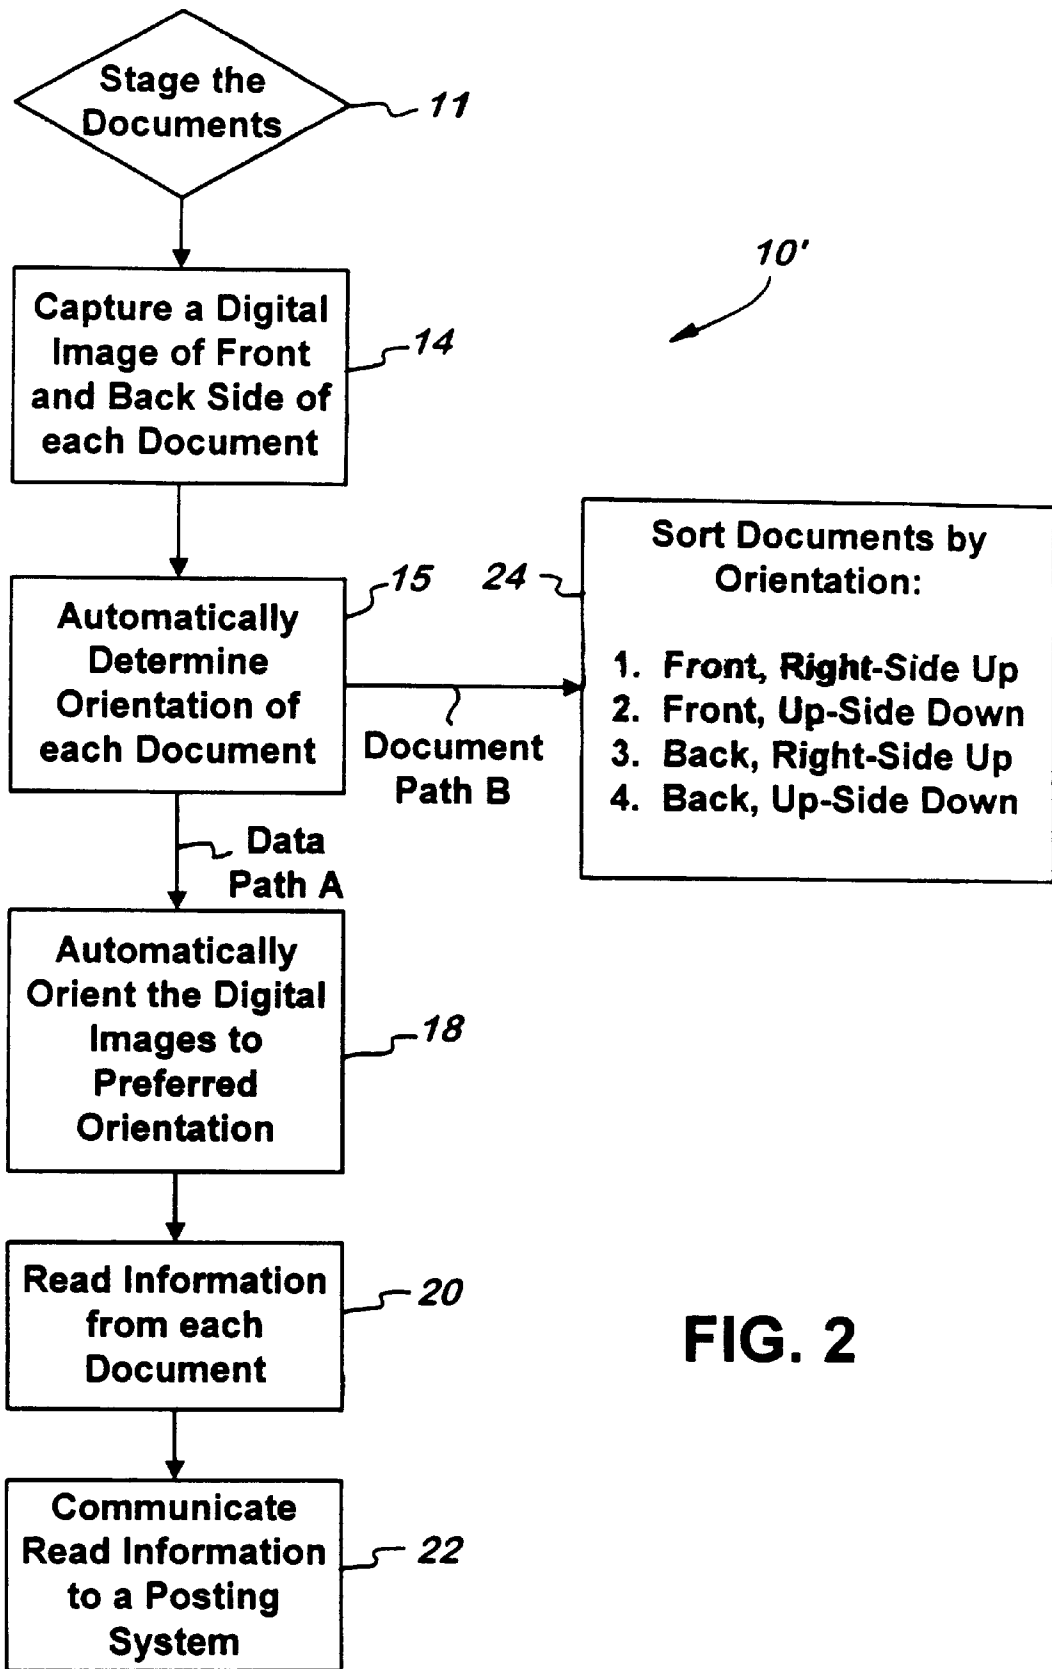 Stage the
Documents
11
10'
Capture a Digital
Image of Front
and Back Side of
each Document
14
Automatically
Determine
Orientation of
each Document
15
24
Sort Documents by
Orientation:
1. Front, Right-Side Up
2. Front, Up-Side Down
3. Back, Right-Side Up
4. Back, Up-Side Down
Document
Path B
Data
Path A
Automatically
Orient the Digital
Images to
Preferred
Orientation
18
Read Information
from each
Document
20
FIG. 2
Communicate
Read Information
to a Posting
System
22